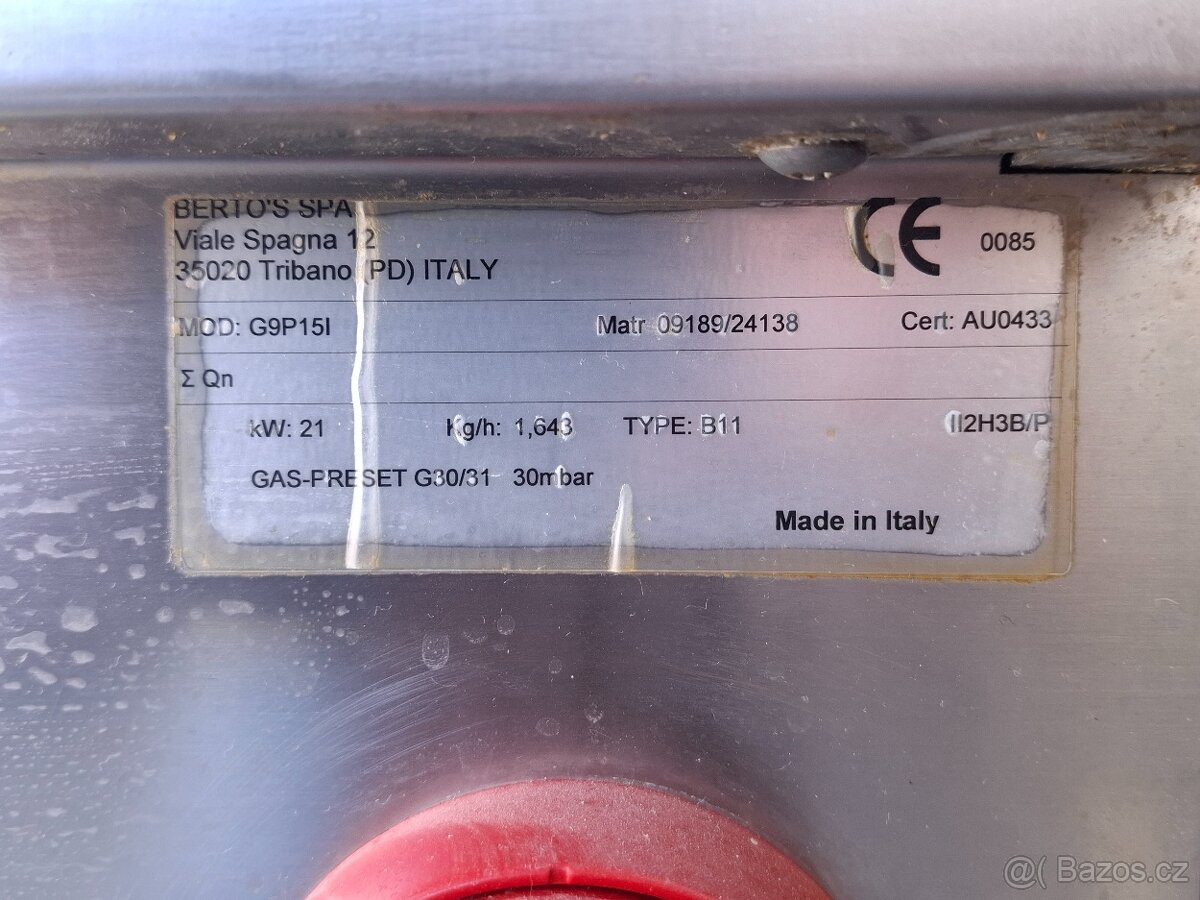 BERTO'S SPA
Viale Spagna 12
35020 Tribano (PD) ITALY
CE 0085
MOD: G9P15I Matr 09189/24138 Cert: AU0433
Σ Qn
kW: 21 Kg/h: 1,643 TYPE: B11 II2H3B/P
GAS-PRESET G30/31 30mbar
Made in Italy
@( Bazos.cz